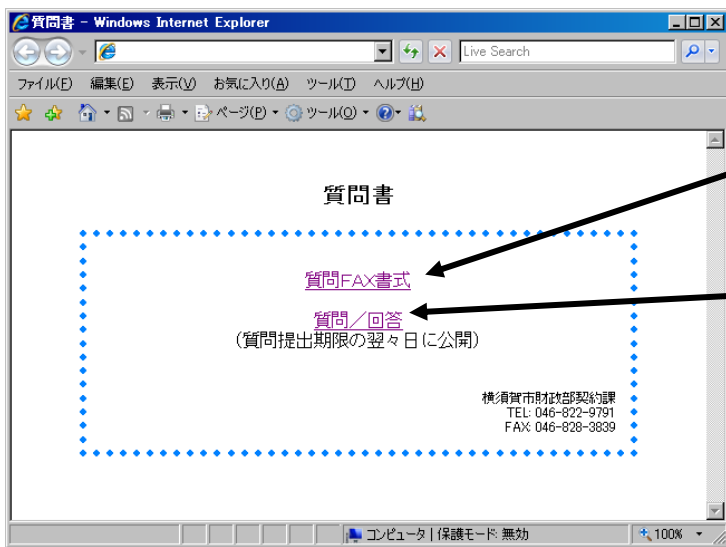 質問書 - Windows Internet Explorer
Live Search
ファイル(F) 編集(E) 表示(V) お気に入り(A) ツール(T) ヘルプ(H)
ページ(P) ツール(O)
質問書
質問FAX書式
質問／回答
(質問提出期限の翌々日に公開)
横須賀市財政部契約課
TEL: 046-822-9791
FAX: 046-828-3839
コンピュータ | 保護モード: 無効
100%